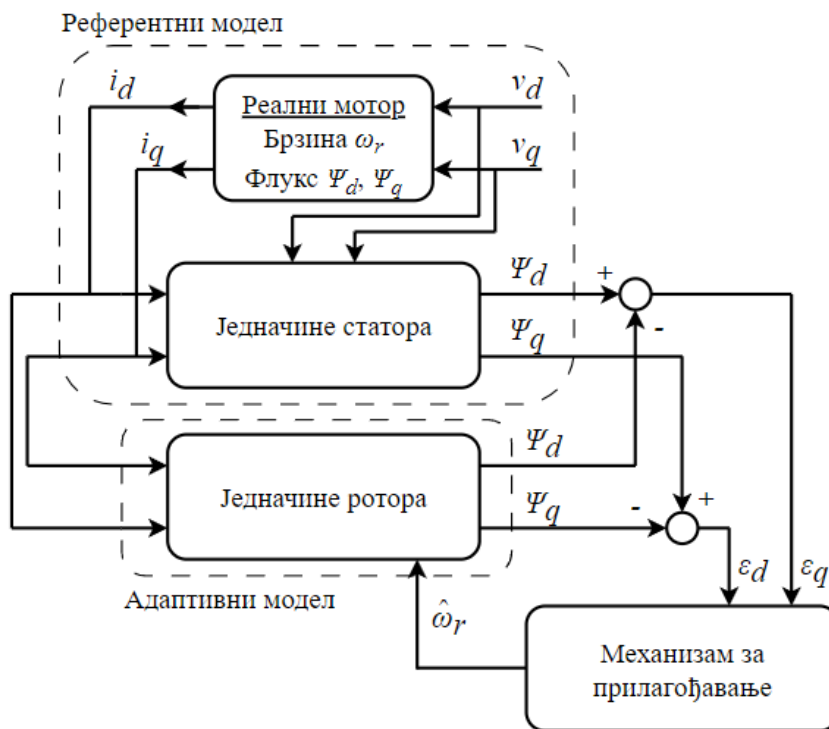 Референтни модел
i_d
v_d
Реални мотор
Брзина ω_r
Флукс Ψ_d, Ψ_q
i_q
v_q
Ψ_d
+
Једначине статора
-
Ψ_q
Ψ_d
Једначине ротора
Ψ_q
-
+
ε_d
ε_q
Адаптивни модел
ω̂_r
Механизам за
прилагођавање